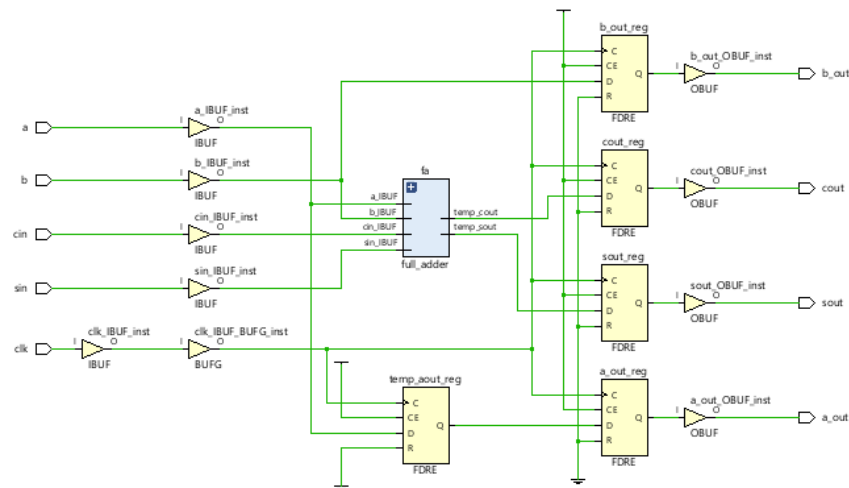 b_out_reg
C
CE
D
R
Q
FDRE
b_out_OBUF_inst
I
O
OBUF
b_out
a
a_IBUF_inst
I
O
IBUF
b
b_IBUF_inst
I
O
IBUF
cin
cin_IBUF_inst
I
O
IBUF
sin
sin_IBUF_inst
I
O
IBUF
clk
clk_IBUF_inst
I
O
IBUF
clk_IBUF_BUFG_inst
I
O
BUFG
fa
a_IBUF
b_IBUF
cin_IBUF
sin_IBUF
temp_cout
temp_sout
full_adder
cout_reg
C
CE
D
R
Q
FDRE
cout_OBUF_inst
I
O
OBUF
cout
sout_reg
C
CE
D
R
Q
FDRE
sout_OBUF_inst
I
O
OBUF
sout
temp_aout_reg
C
CE
D
R
Q
FDRE
a_out_reg
C
CE
D
R
Q
FDRE
a_out_OBUF_inst
I
O
OBUF
a_out